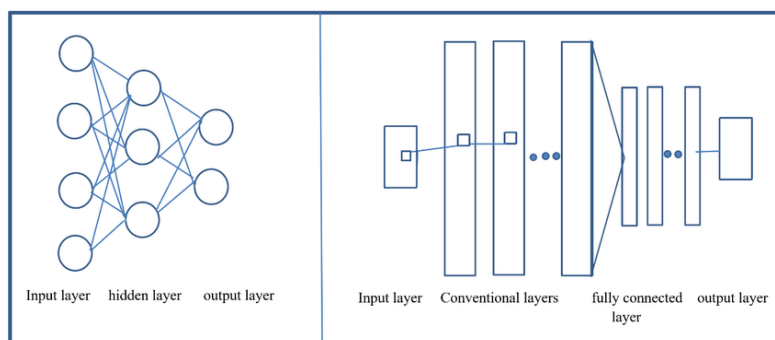 Input layer hidden layer output layer
Input layer Conventional layers fully connected output layer
layer